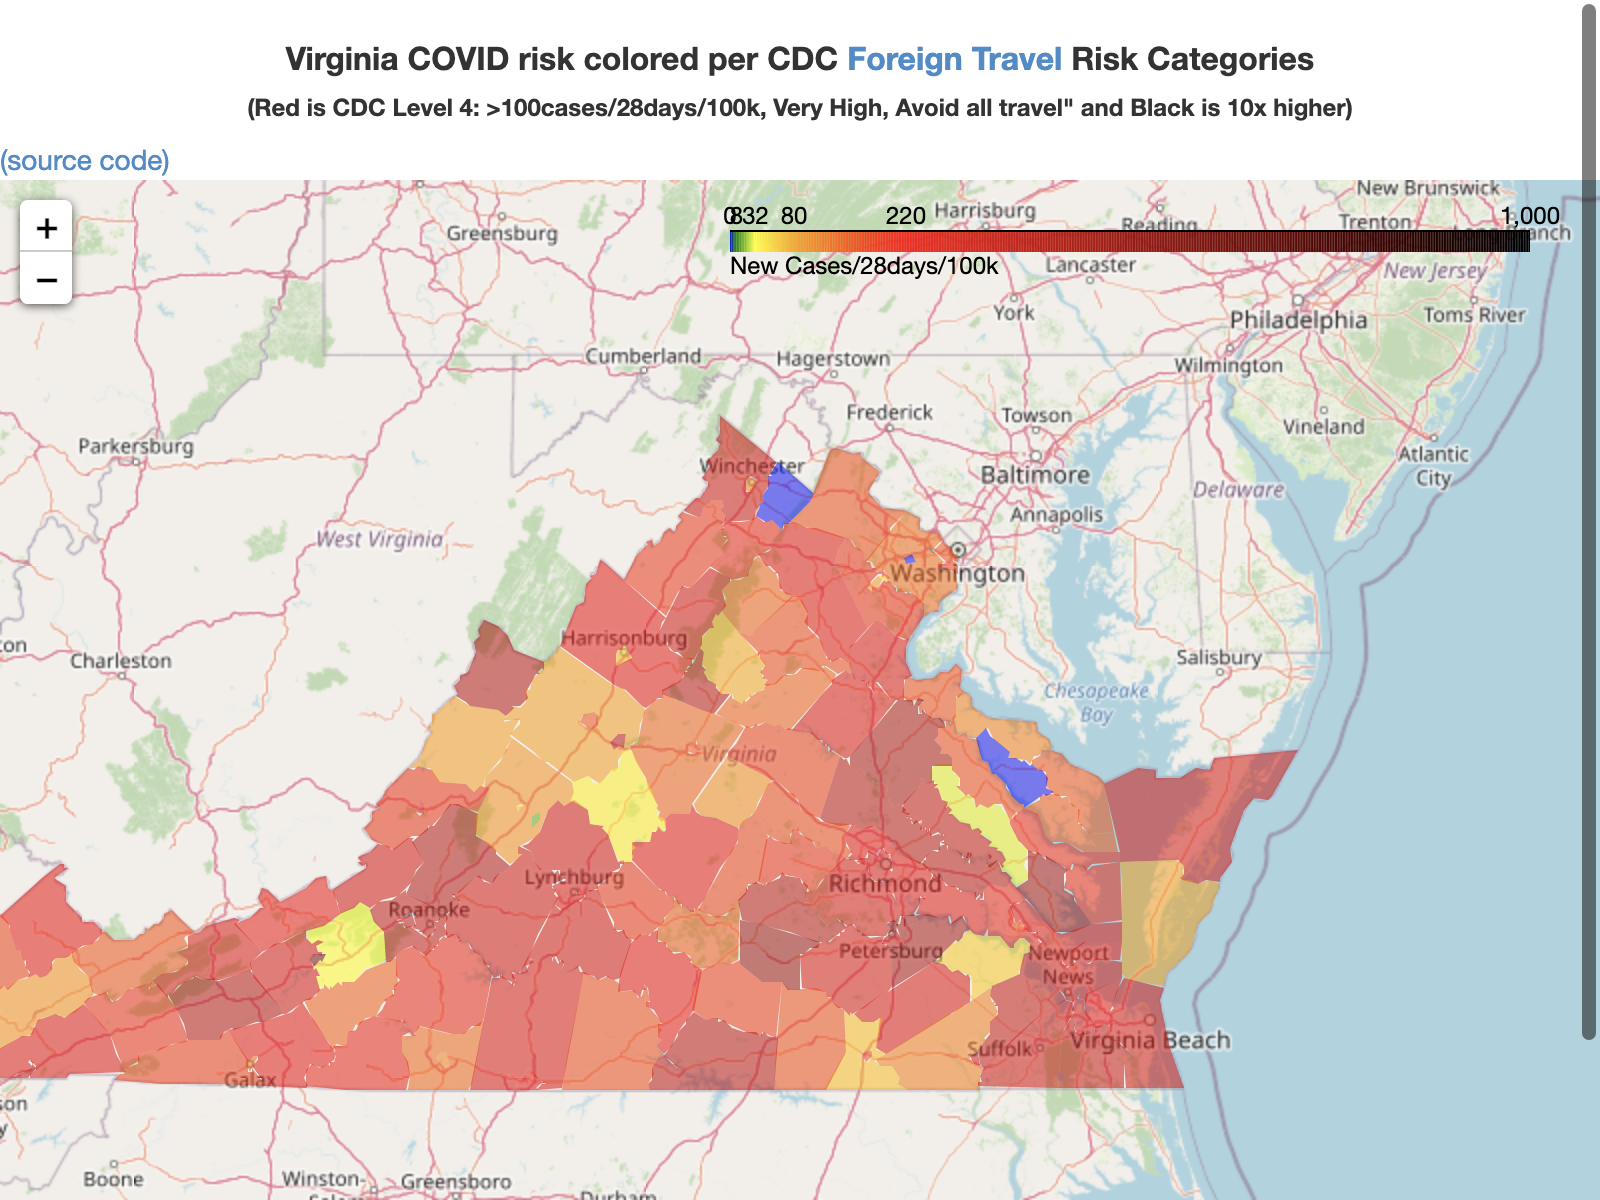 Virginia COVID risk colored per CDC Foreign Travel Risk Categories
(Red is CDC Level 4: >100cases/28days/100k, Very High, Avoid all travel" and Black is 10x higher)
(source code)
+
−
New Brunswick
0 8 32 80 220 1,000
Harrisburg
Reading
Trenton
Long Branch
Greensburg
New Cases/28days/100k
Lancaster
New Jersey
York
Philadelphia
Toms River
Cumberland
Hagerstown
Wilmington
Frederick
Towson
Vineland
Parkersburg
Atlantic
City
Winchester
Baltimore
Delaware
Annapolis
West Virginia
Washington
Harrisonburg
Charleston
Salisbury
Chesapeake
Bay
Virginia
Lynchburg
Richmond
Roanoke
Petersburg
Newport
News
Virginia Beach
Suffolk
Galax
Boone
Winston-
Salem
Greensboro
Durham